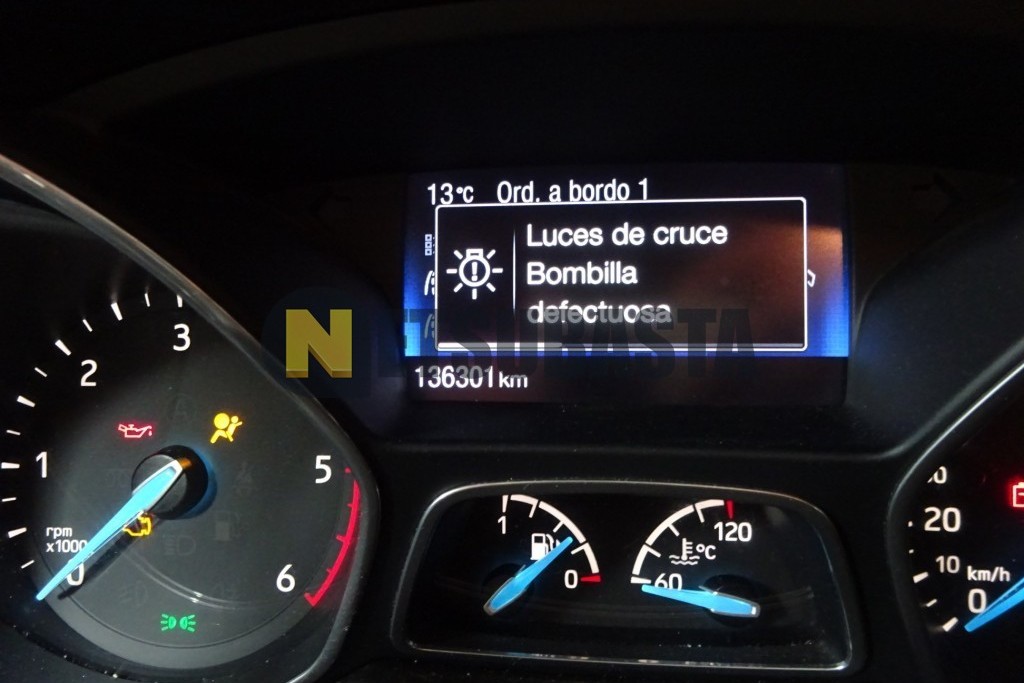 13°C Ord. a bordo 1
Luces de cruce
Bombilla
defectuosa
136301 km
NETSUBASTA
3
2
1
0
5
6
rpm
x1000
1
0
60
120
°C
20
10 km/h
0